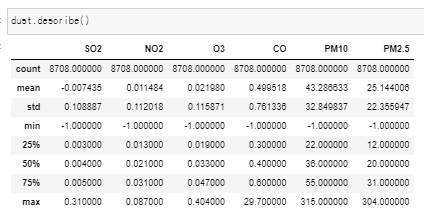 dust.describe()
SO2 NO2 O3 CO PM10 PM2.5
count 8708.000000 8708.000000 8708.000000 8708.000000 8708.000000 8708.000000
mean -0.007435 0.011484 0.021980 0.499518 43.286633 25.144006
std 0.108887 0.112018 0.115871 0.761336 32.849837 22.355947
min -1.000000 -1.000000 -1.000000 -1.000000 -1.000000 -1.000000
25% 0.003000 0.013000 0.019000 0.300000 22.000000 12.000000
50% 0.004000 0.021000 0.033000 0.400000 36.000000 20.000000
75% 0.005000 0.031000 0.047000 0.600000 55.000000 31.000000
max 0.310000 0.087000 0.404000 29.700000 315.000000 304.000000